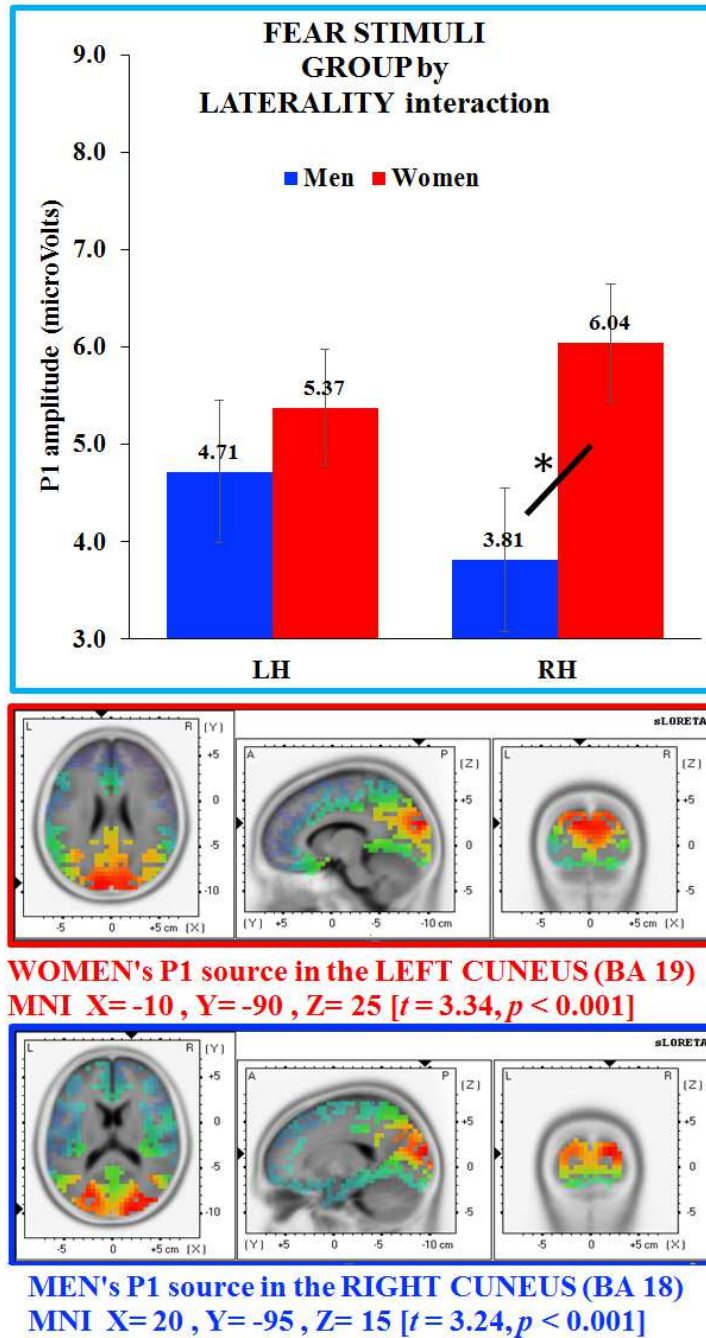 FEAR STIMULI
GROUP by
LATERALITY interaction
Men Women
P1 amplitude (microVolts)
9.0
8.0
7.0
6.0
5.0
4.0
3.0
4.71
5.37
3.81
6.04
*
LH RH
sLORETA
L R (Y)
+5
0
-5
-10
-5 0 +5 cm (X)
A P (Z)
+5
0
-5
(Y) +5 0 -5 -10 cm
L R (Z)
+5
0
-5
-5 0 +5 cm (X)
WOMEN's P1 source in the LEFT CUNEUS (BA 19)
MNI X= -10 , Y= -90 , Z= 25 [t = 3.34, p < 0.001]
sLORETA
L R (Y)
+5
0
-5
-10
-5 0 +5 cm (X)
A P (Z)
+5
0
-5
(Y) +5 0 -5 -10 cm
L R (Z)
+5
0
-5
-5 0 +5 cm (X)
MEN's P1 source in the RIGHT CUNEUS (BA 18)
MNI X= 20 , Y= -95 , Z= 15 [t = 3.24, p < 0.001]